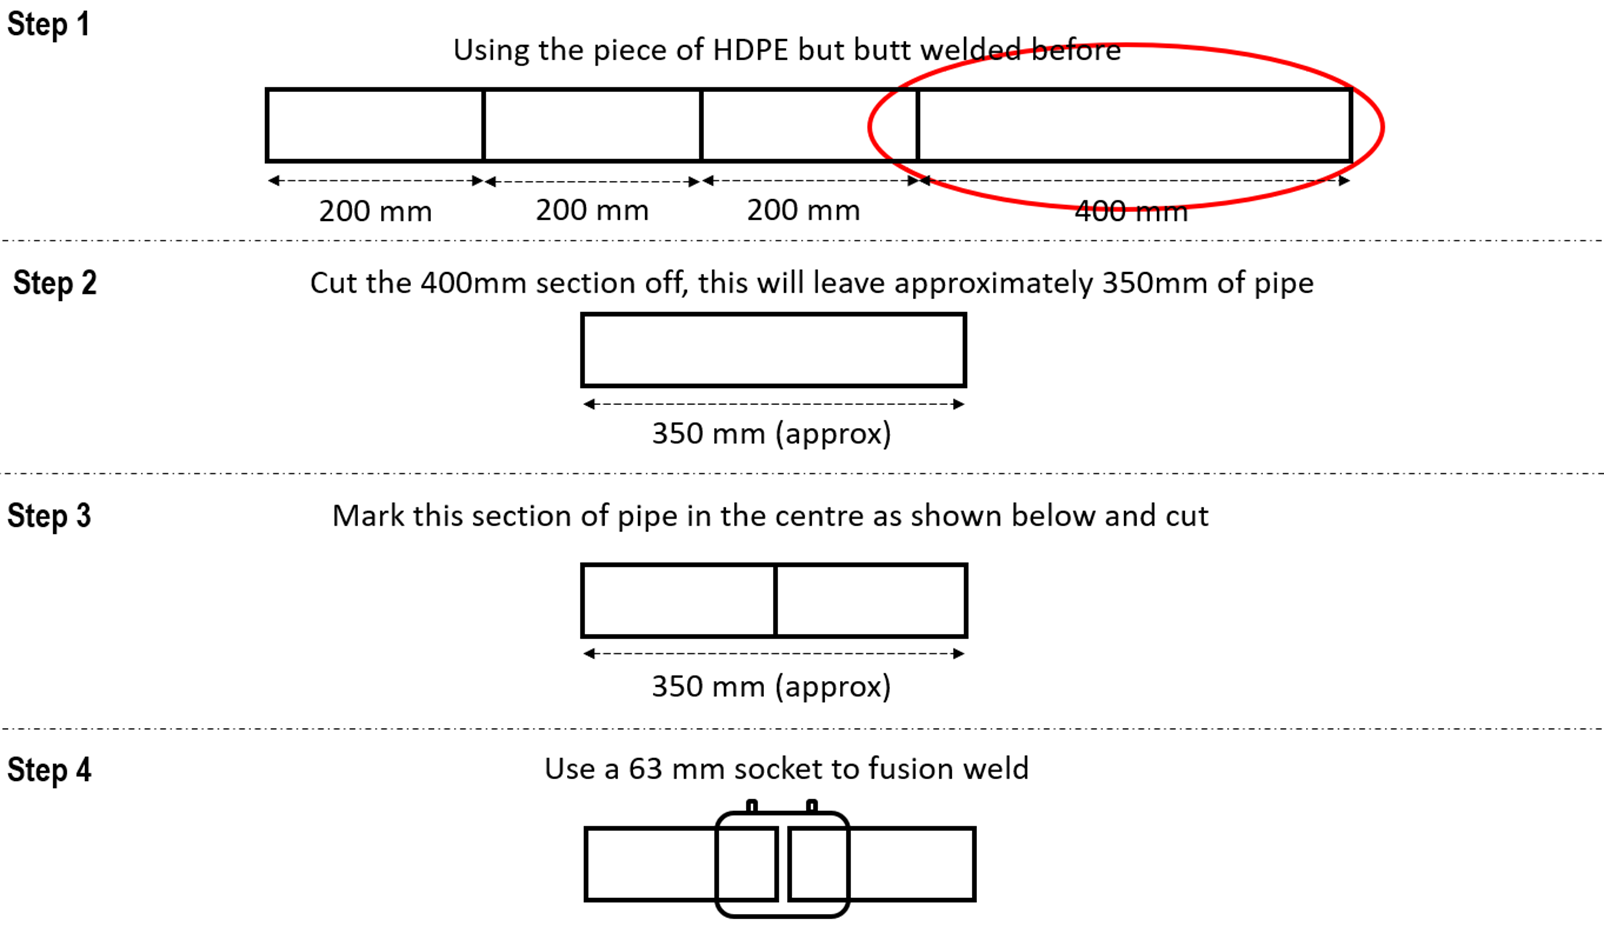 Step 1
Using the piece of HDPE but butt welded before
200 mm
200 mm
200 mm
400 mm
Step 2
Cut the 400mm section off, this will leave approximately 350mm of pipe
350 mm (approx)
Step 3
Mark this section of pipe in the centre as shown below and cut
350 mm (approx)
Step 4
Use a 63 mm socket to fusion weld